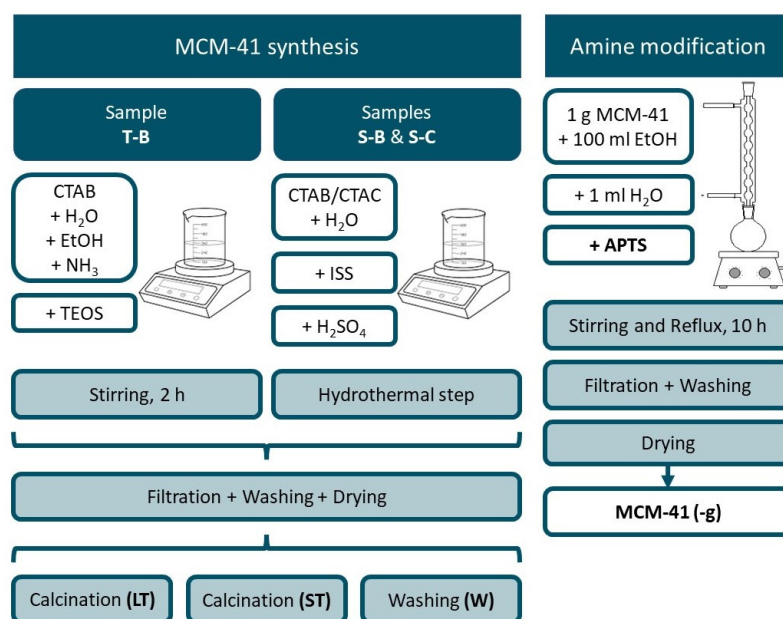 MCM-41 synthesis
Sample
T-B
CTAB
+ H₂O
+ EtOH
+ NH₃
+ TEOS
Stirring, 2 h
Samples
S-B & S-C
CTAB/CTAC
+ H₂O
+ ISS
+ H₂SO₄
Hydrothermal step
Filtration + Washing + Drying
Calcination (LT)
Calcination (ST)
Washing (W)
Amine modification
1 g MCM-41
+ 100 ml EtOH
+ 1 ml H₂O
+ APTS
Stirring and Reflux, 10 h
Filtration + Washing
Drying
MCM-41 (-g)